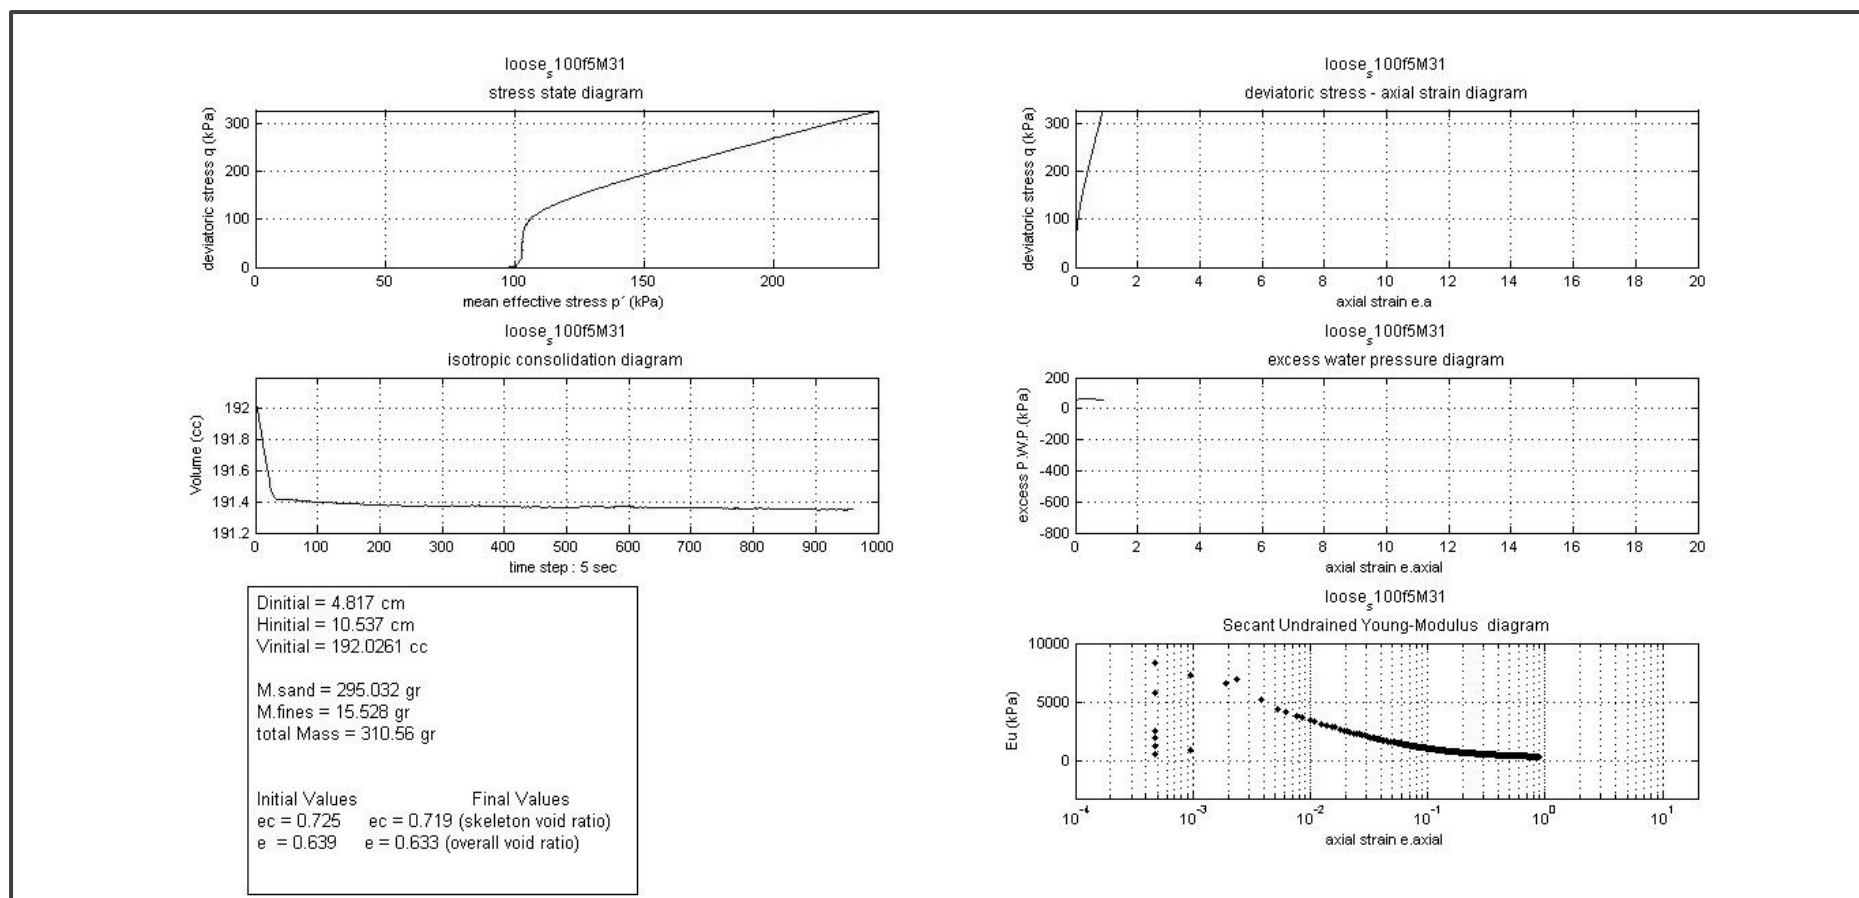 loose_s100f5M31
stress state diagram
deviatoric stress q (kPa)
300
200
100
0
0 50 100 150 200
mean effective stress p´ (kPa)
loose_s100f5M31
deviatoric stress - axial strain diagram
deviatoric stress q (kPa)
300
200
100
0
0 2 4 6 8 10 12 14 16 18 20
axial strain e.a
loose_s100f5M31
isotropic consolidation diagram
Volume (cc)
192
191.8
191.6
191.4
191.2
0 100 200 300 400 500 600 700 800 900 1000
time step : 5 sec
loose_s100f5M31
excess water pressure diagram
excess P.W.P.(kPa)
200
0
-200
-400
-600
-800
0 2 4 6 8 10 12 14 16 18 20
axial strain e.axial
Dinitial = 4.817 cm
Hinitial = 10.537 cm
Vinitial = 192.0261 cc
M.sand = 295.032 gr
M.fines = 15.528 gr
total Mass = 310.56 gr
Initial Values Final Values
ec = 0.725 ec = 0.719 (skeleton void ratio)
e = 0.639 e = 0.633 (overall void ratio)
loose_s100f5M31
Secant Undrained Young-Modulus diagram
Eu (kPa)
10000
5000
0
10^-4 10^-3 10^-2 10^-1 10^0 10^1
axial strain e.axial